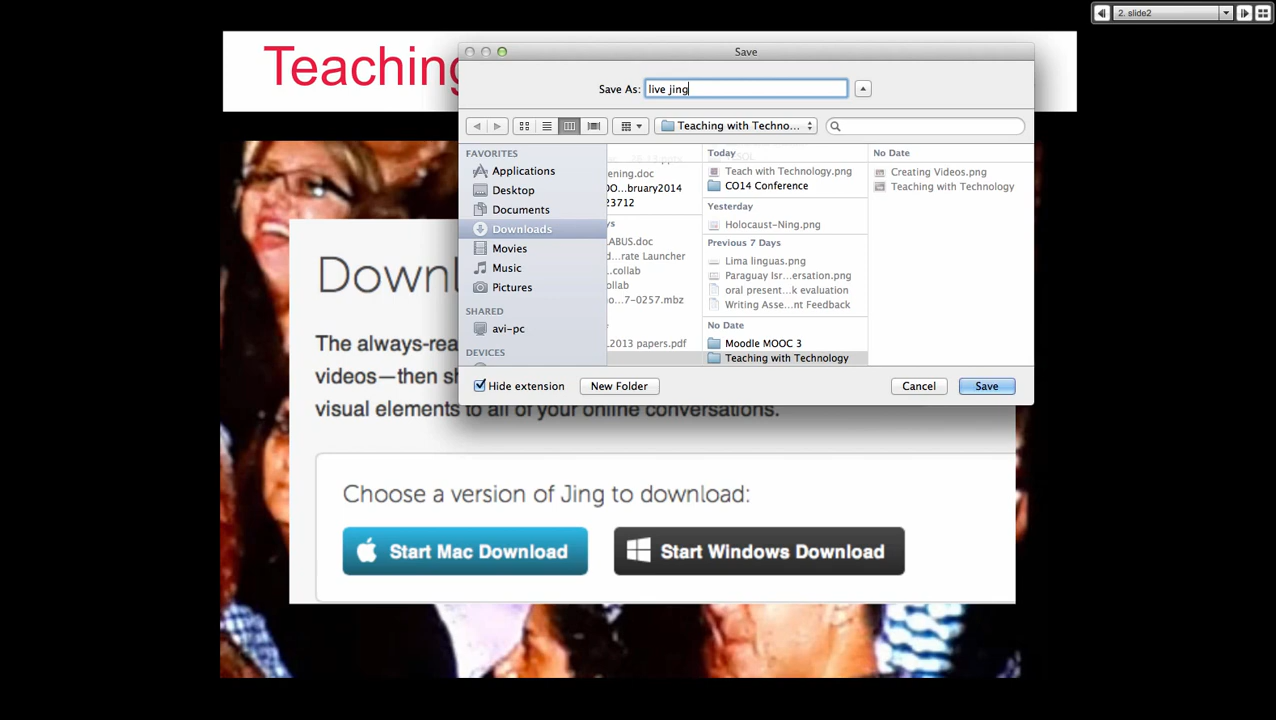 2. slide2
Teaching
Save
Save As: live jing
Teaching with Techno...
FAVORITES
Applications
Desktop
Documents
Downloads
Movies
Music
Pictures
SHARED
avi-pc
DEVICES
ening.doc
O...bruary2014
23712
ys
ABUS.doc
d...rate Launcher
.collab
ollab
o...7-0257.mbz
.2013 papers.pdf
Today
Teach with Technology.png
CO14 Conference
Yesterday
Holocaust-Ning.png
Previous 7 Days
Lima linguas.png
Paraguay Isr...ersation.png
oral present...k evaluation
Writing Asse...nt Feedback
No Date
Moodle MOOC 3
Teaching with Technology
No Date
Creating Videos.png
Teaching with Technology
Hide extension
New Folder
Cancel
Save
Downl
The always-rea
videos—then sh
visual elements to all of your online conversations.
Choose a version of Jing to download:
Start Mac Download
Start Windows Download